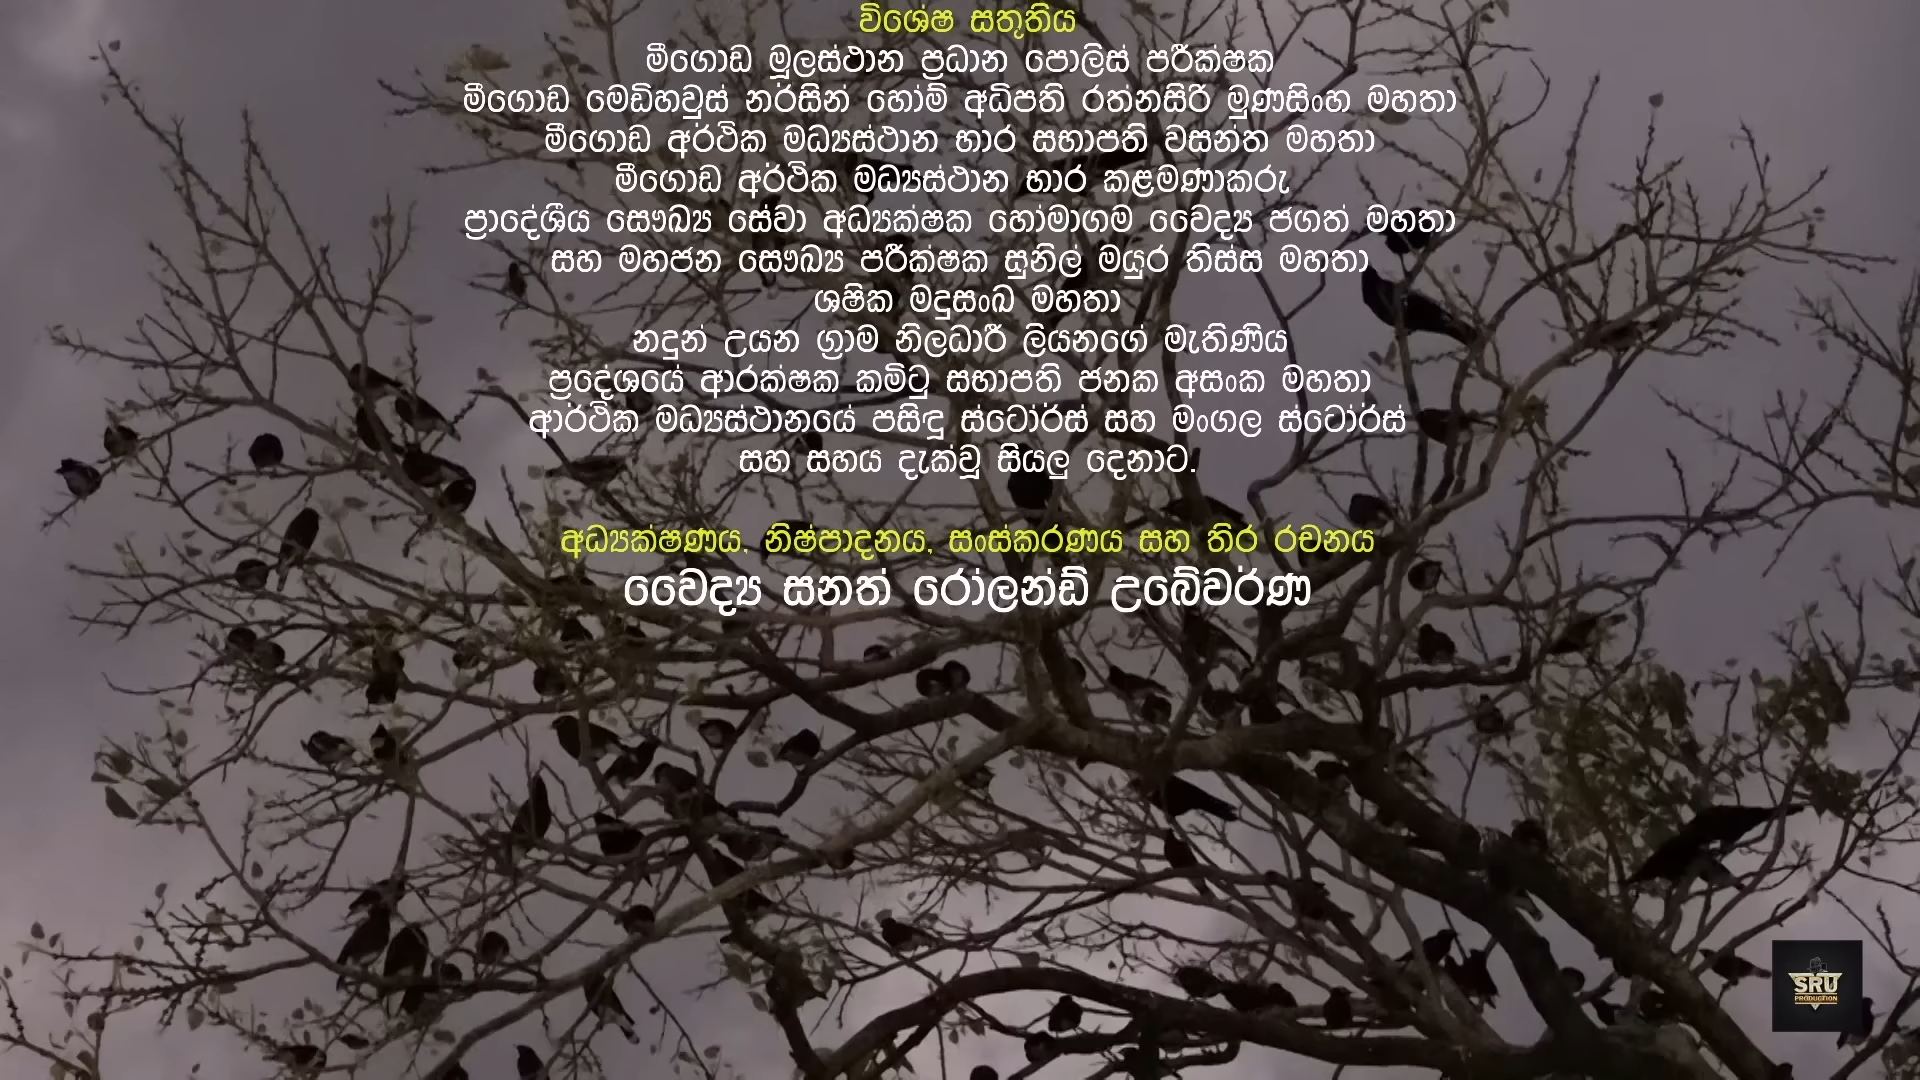 විශේෂ සතුතිය
මීගොඩ මූලස්ථාන ප්‍රධාන පොලිස් පරීක්ෂක
මීගොඩ මෙඩිහවුස් නර්සින් හෝම් අධිපති රත්නසිරි මුණසිංහ මහතා
මීගොඩ අර්ථික මධ්‍යස්ථාන භාර සභාපති වසන්ත මහතා
මීගොඩ අර්ථික මධ්‍යස්ථාන භාර කළමණාකරු
ප්‍රාදේශීය සෞඛ්‍ය සේවා අධ්‍යක්ෂක හෝමාගම වෛද්‍ය ජගත් මහතා
සහ මහජන සෞඛ්‍ය පරීක්ෂක සුනිල් මයුර තිස්ස මහතා
ශෂික මදුසංඛ මහතා
නදුන් උයන ග්‍රාම නිලධාරී ලියනගේ මැතිණිය
ප්‍රදේශයේ ආරක්ෂක කමිටු සභාපති ජනක අසංක මහතා
ආර්ථික මධ්‍යස්ථානයේ පසිඳු ස්ටෝර්ස් සහ මංගල ස්ටෝර්ස්
සහ සහය දැක්වූ සියලු දෙනාට.
අධ්‍යක්ෂණය, නිෂ්පාදනය, සංස්කරණය සහ තිර රචනය
වෛද්‍ය සනත් රෝලන්ඩ් උබේවර්ණ
SRU
PRODUCTION